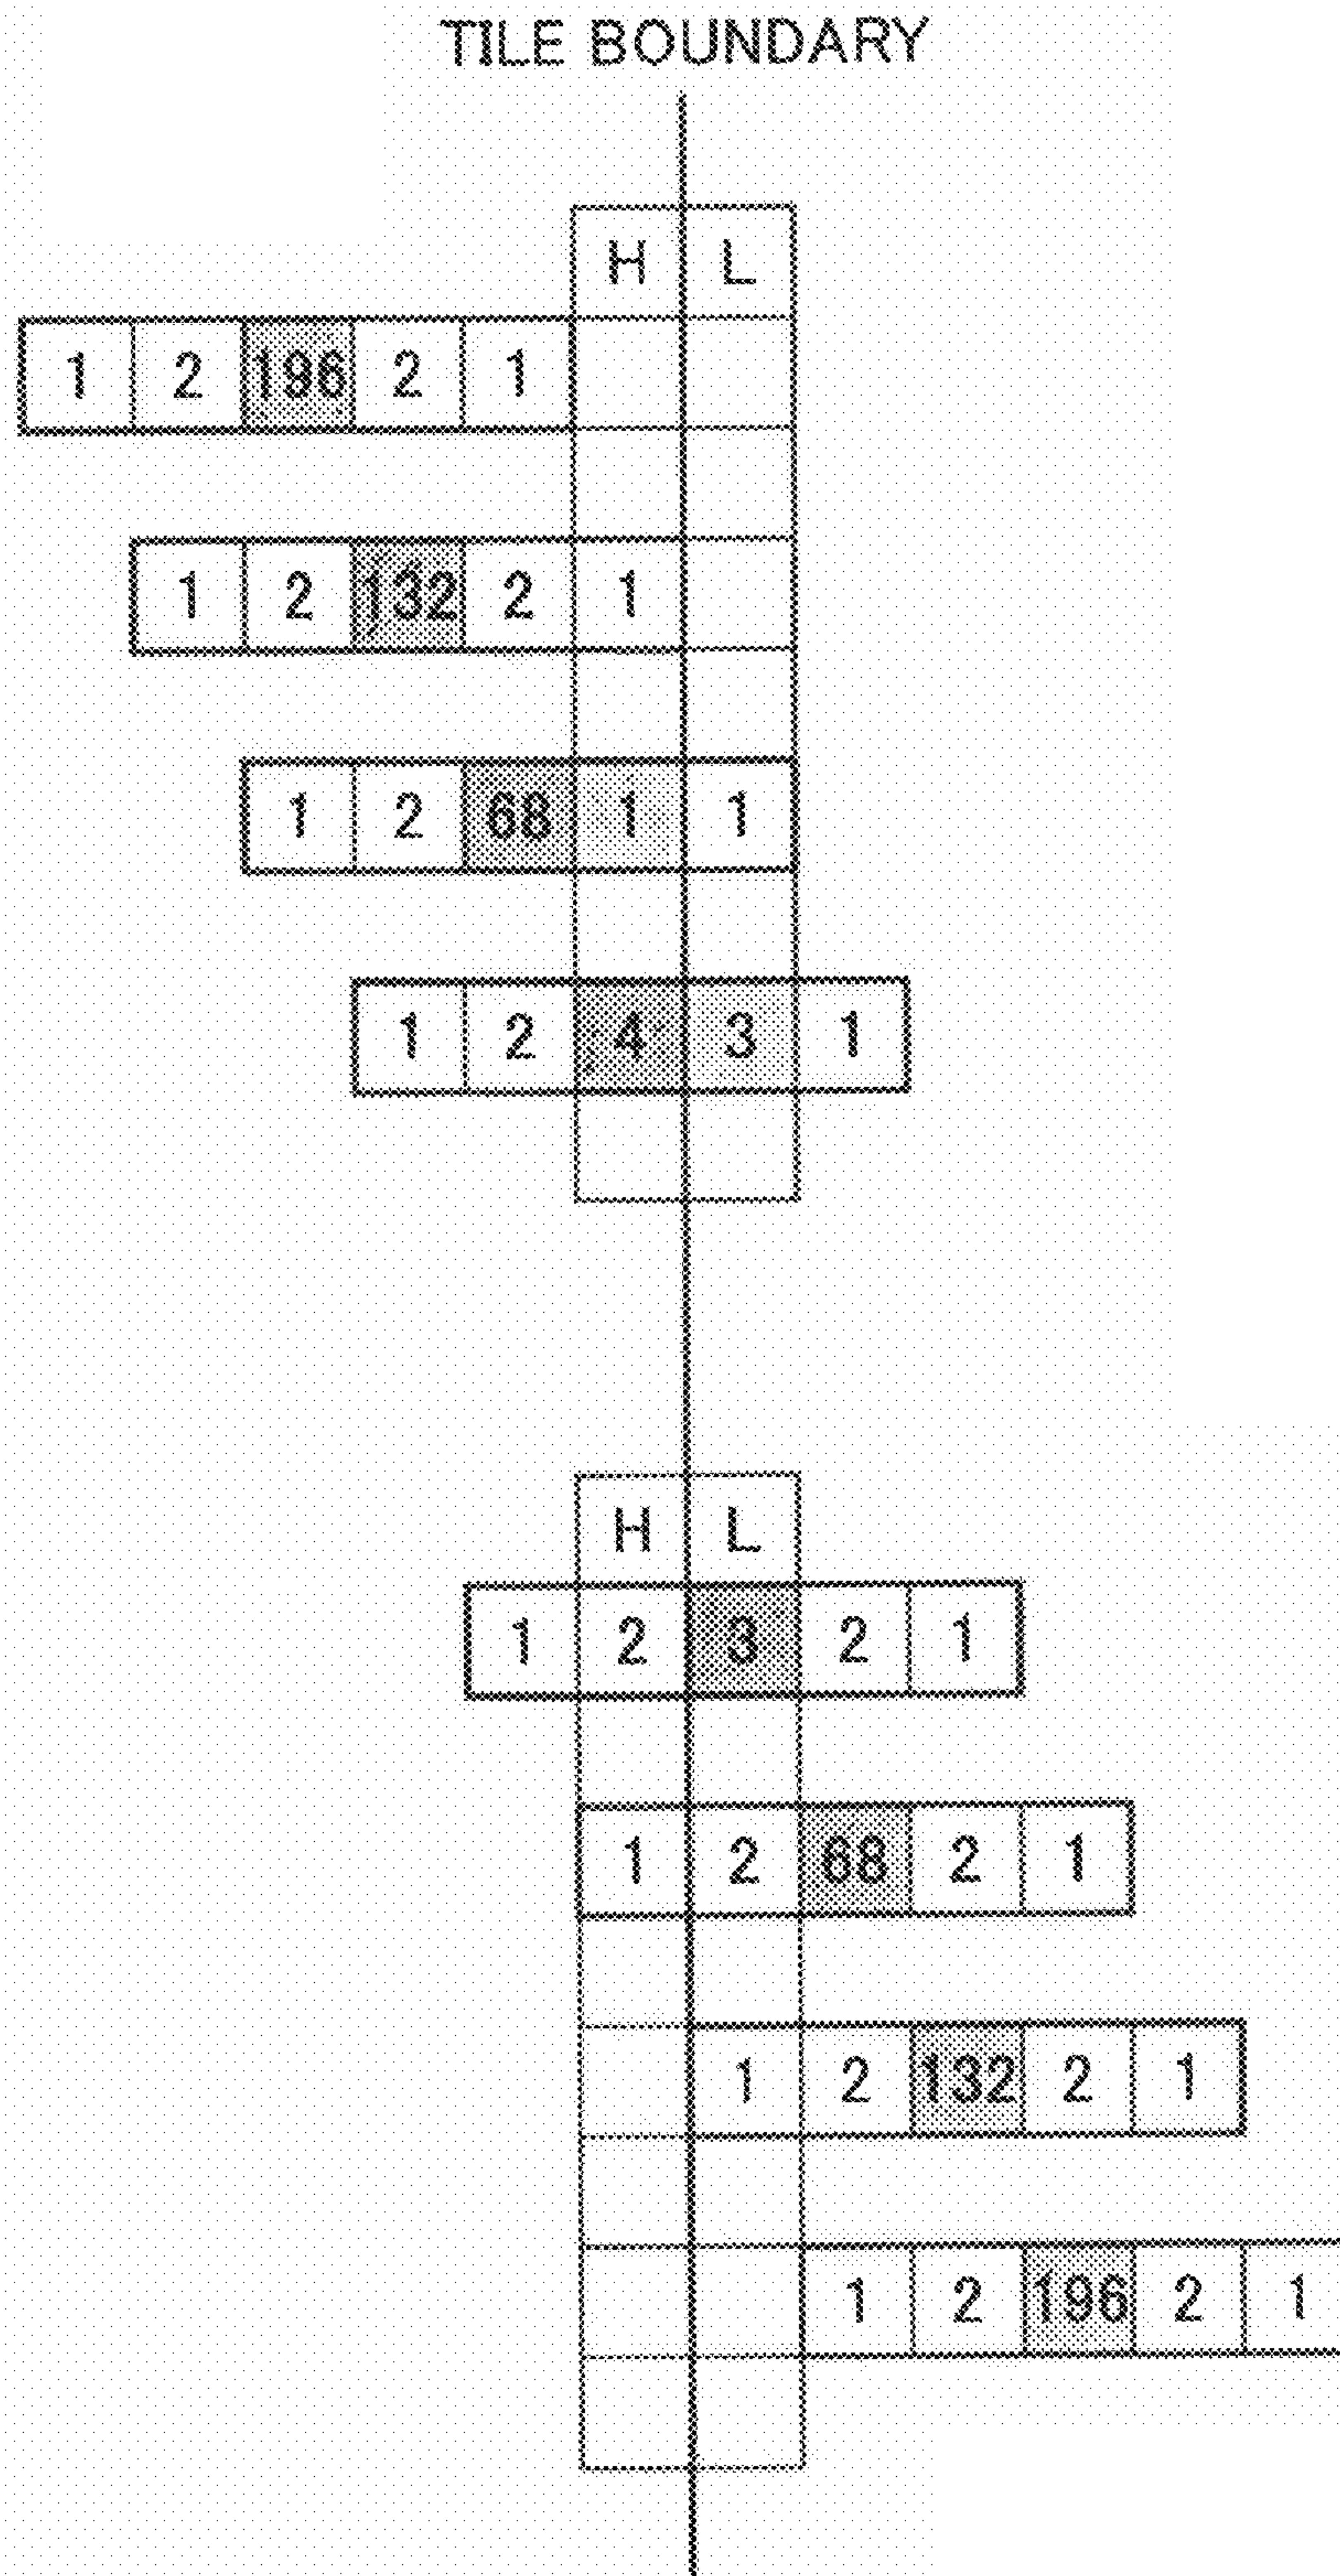 TILE BOUNDARY
H L
1 2 196 2 1
1 2 132 2 1
1 2 68 1 1
1 2 4 3 1
H L
1 2 3 2 1
1 2 68 2 1
1 2 132 2 1
1 2 196 2 1